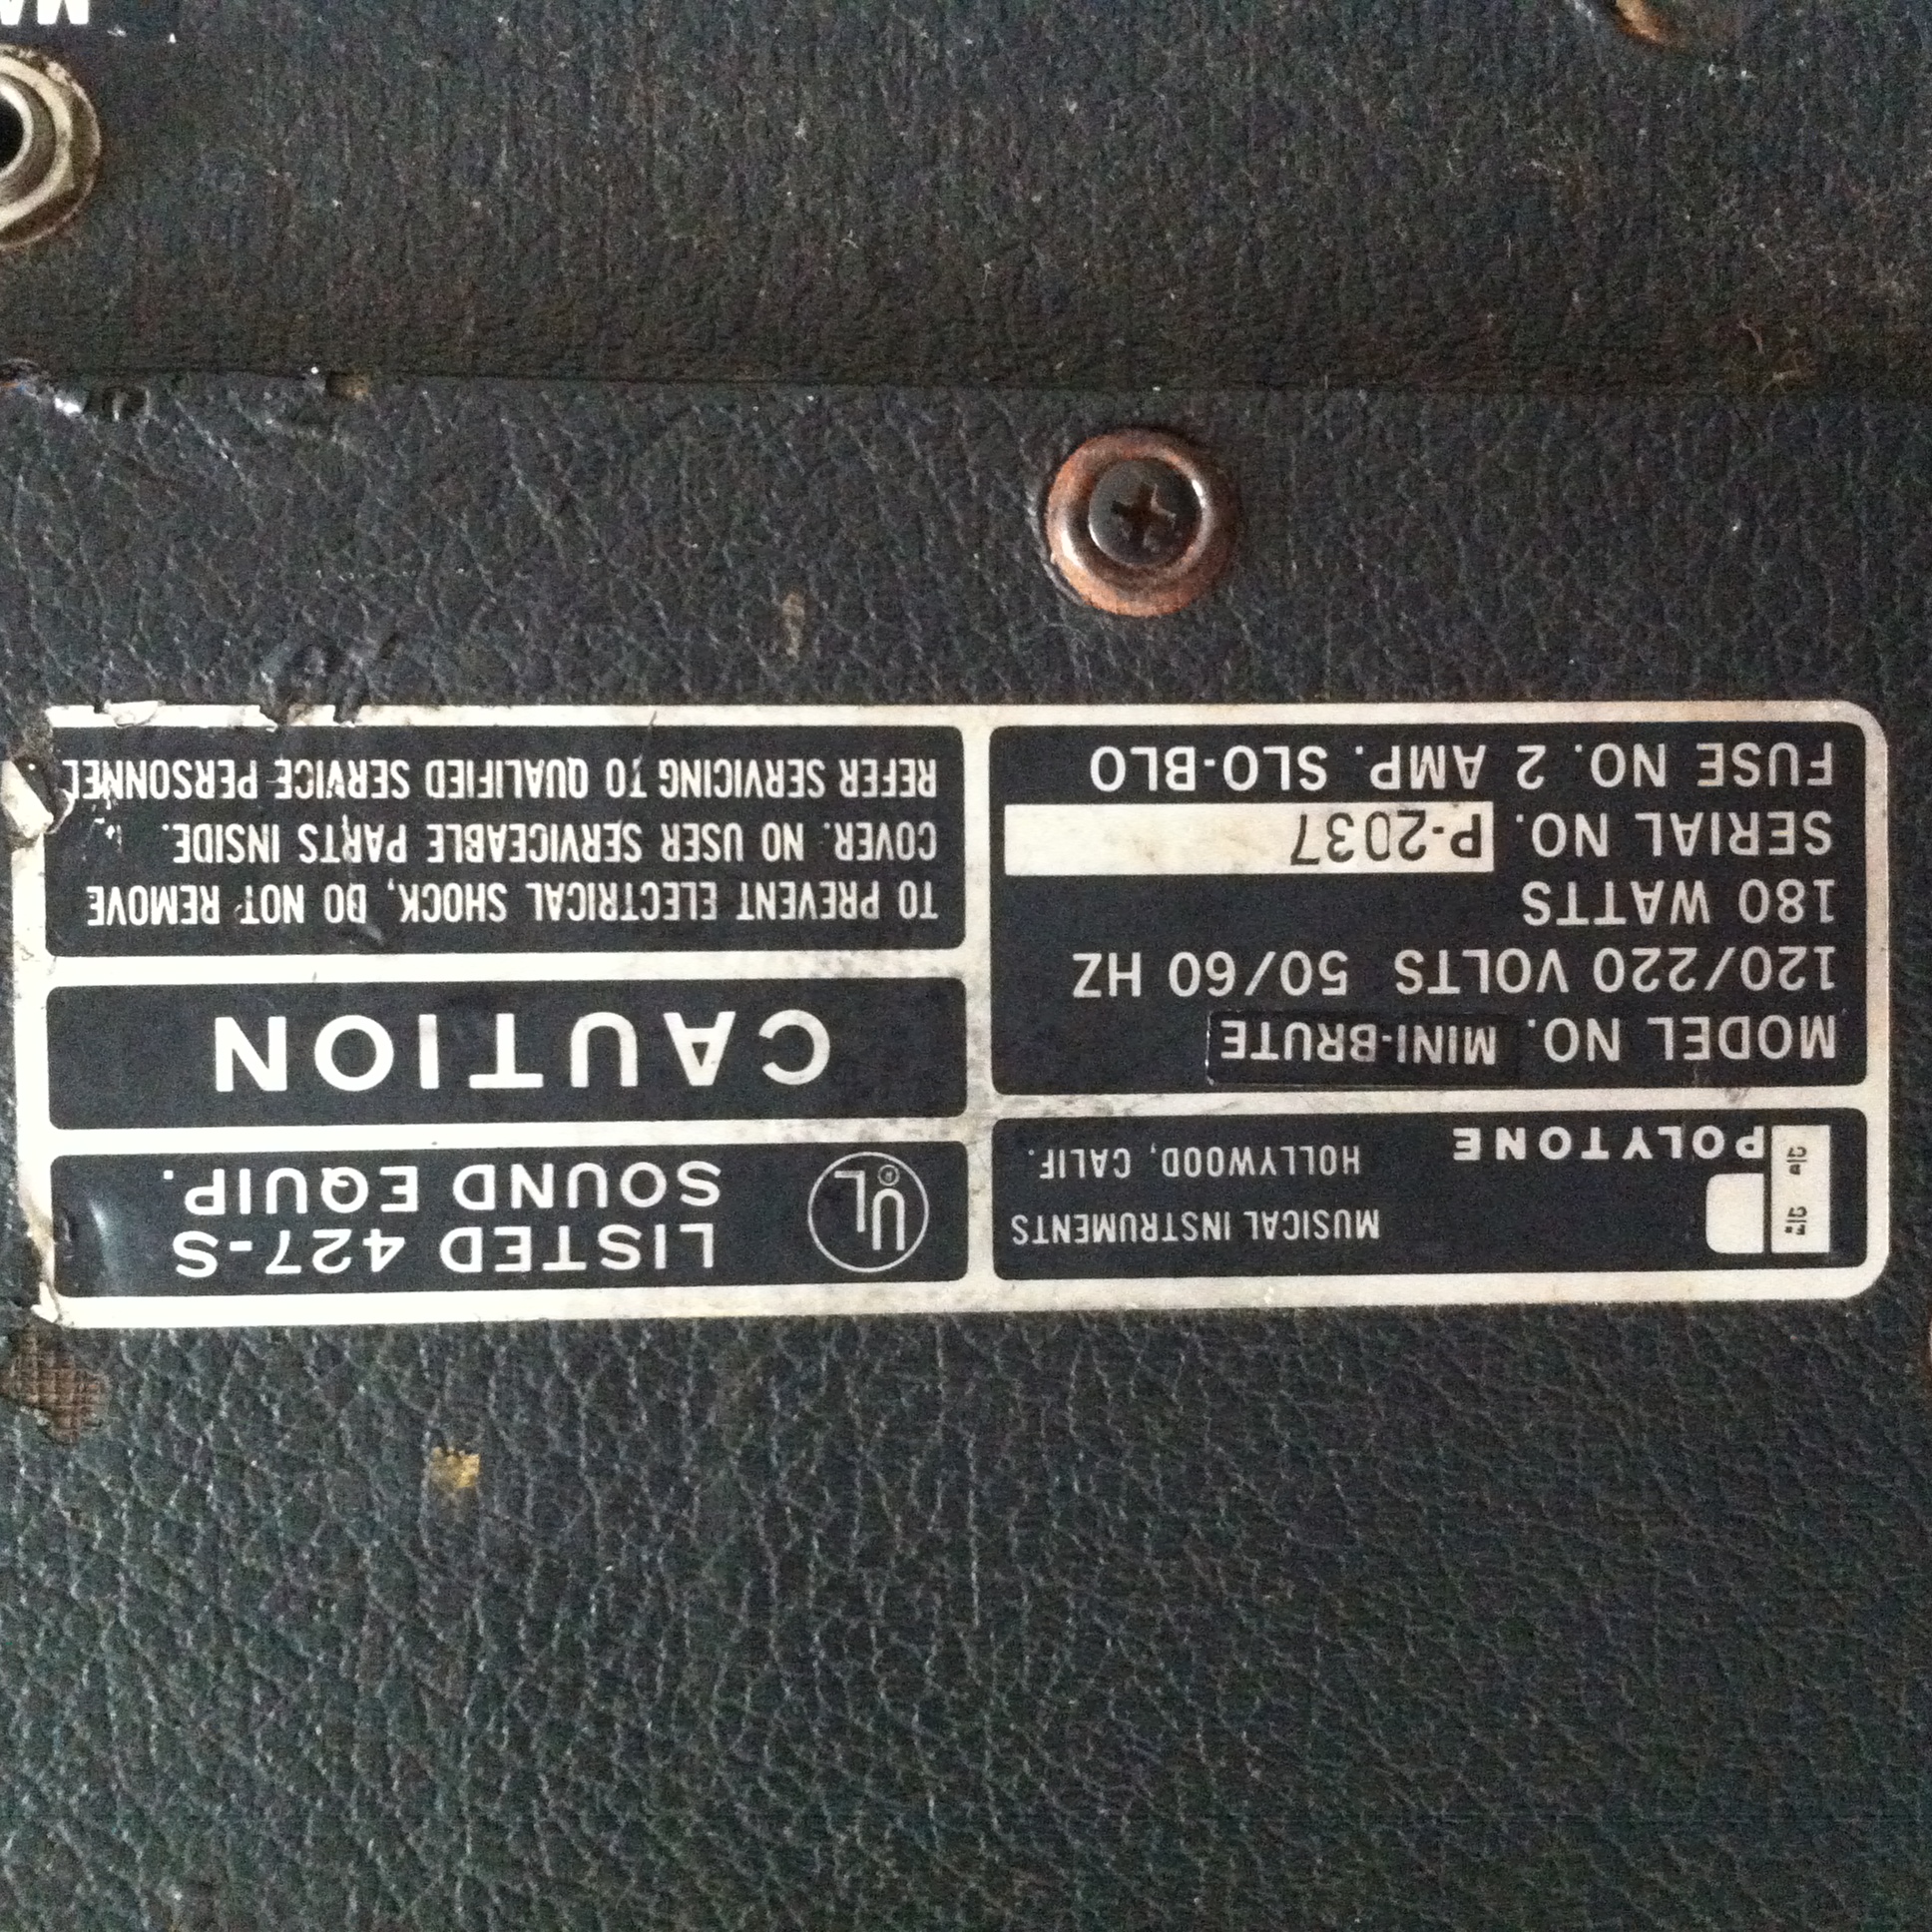 POLYTONE
MUSICAL INSTRUMENTS
HOLLYWOOD, CALIF.
MODEL NO. MINI-BRUTE
120/220 VOLTS 50/60 HZ
180 WATTS
SERIAL NO. P-2037
FUSE NO. 2 AMP. SLO-BLO
UL ®
LISTED 427-S
SOUND EQUIP.
CAUTION
TO PREVENT ELECTRICAL SHOCK, DO NOT REMOVE
COVER. NO USER SERVICEABLE PARTS INSIDE.
REFER SERVICING TO QUALIFIED SERVICE PERSONNEL